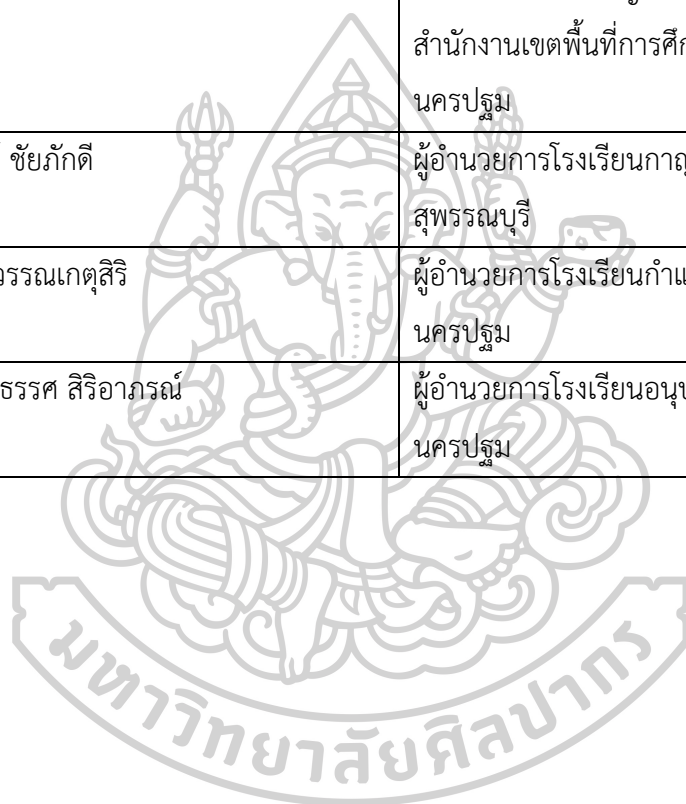 สำนักงานเขตพื้นที่การศึก
นครปฐม
ชัยภักดี
ผู้อำนวยการโรงเรียนกาญ
สุพรรณบุรี
วรรณเกตุสิริ
ผู้อำนวยการโรงเรียนกำแ
นครปฐม
ธรรศ สิริอาภรณ์
ผู้อำนวยการโรงเรียนอนุบ
นครปฐม
มหาวิทยาลัยศิลปากร